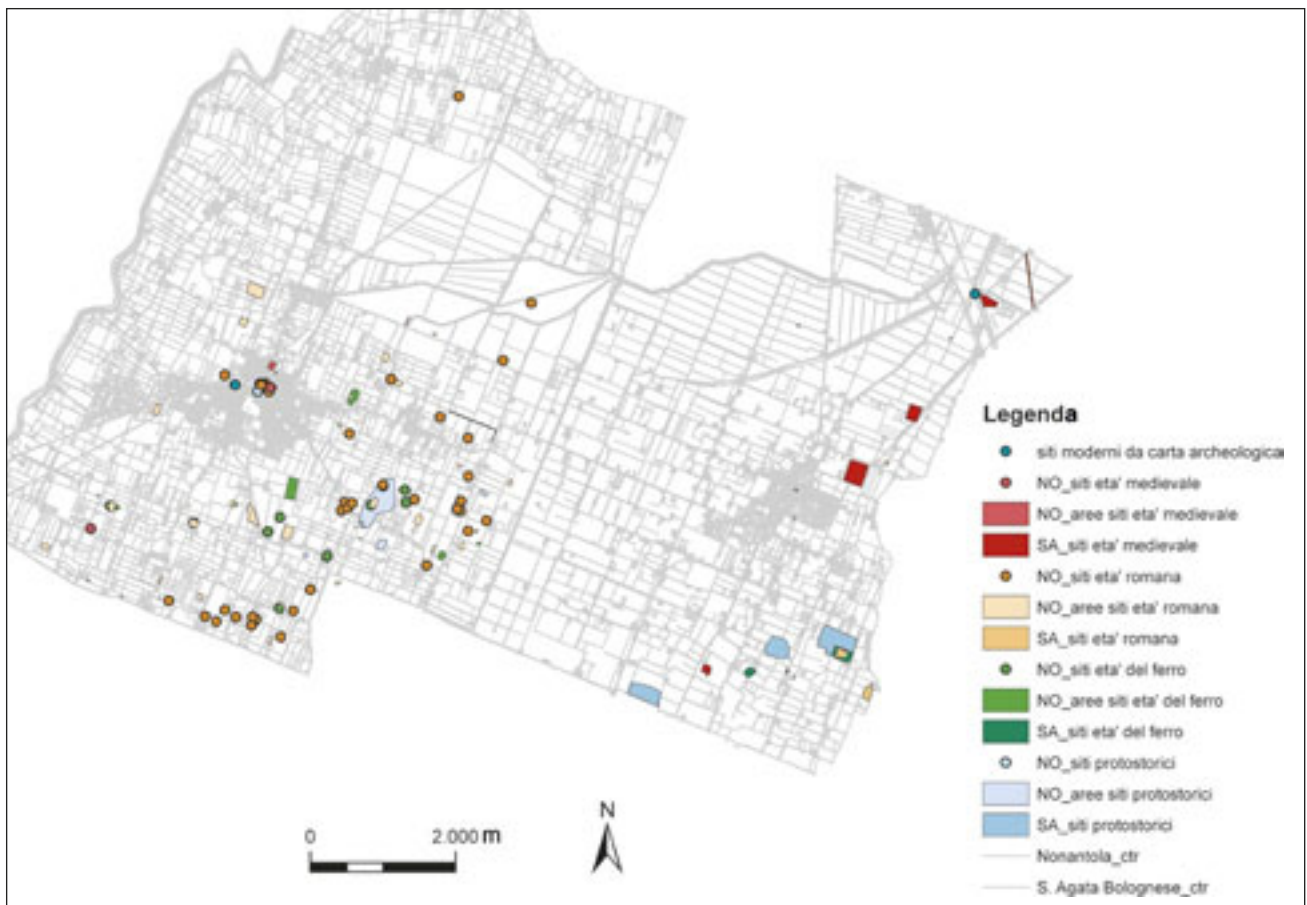 Legenda
siti moderni da carta archeologica
NO_siti eta' medievale
NO_aree siti eta' medievale
SA_siti eta' medievale
NO_siti eta' romana
NO_aree siti eta' romana
SA_siti eta' romana
NO_siti eta' del ferro
NO_aree siti eta' del ferro
SA_siti eta' del ferro
NO_siti protostorici
NO_aree siti protostorici
SA_siti protostorici
Nonantola_ctr
S. Agata Bolognese_ctr
N
0 2.000 m